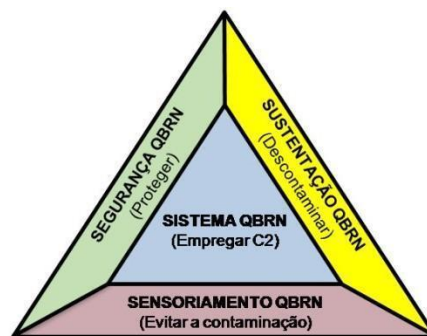 SEGURANÇA QBRN
(Proteger)
SUSTENTAÇÃO QBRN
(Descontaminar)
SISTEMA QBRN
(Empregar C2)
SENSORIAMENTO QBRN
(Evitar a contaminação)